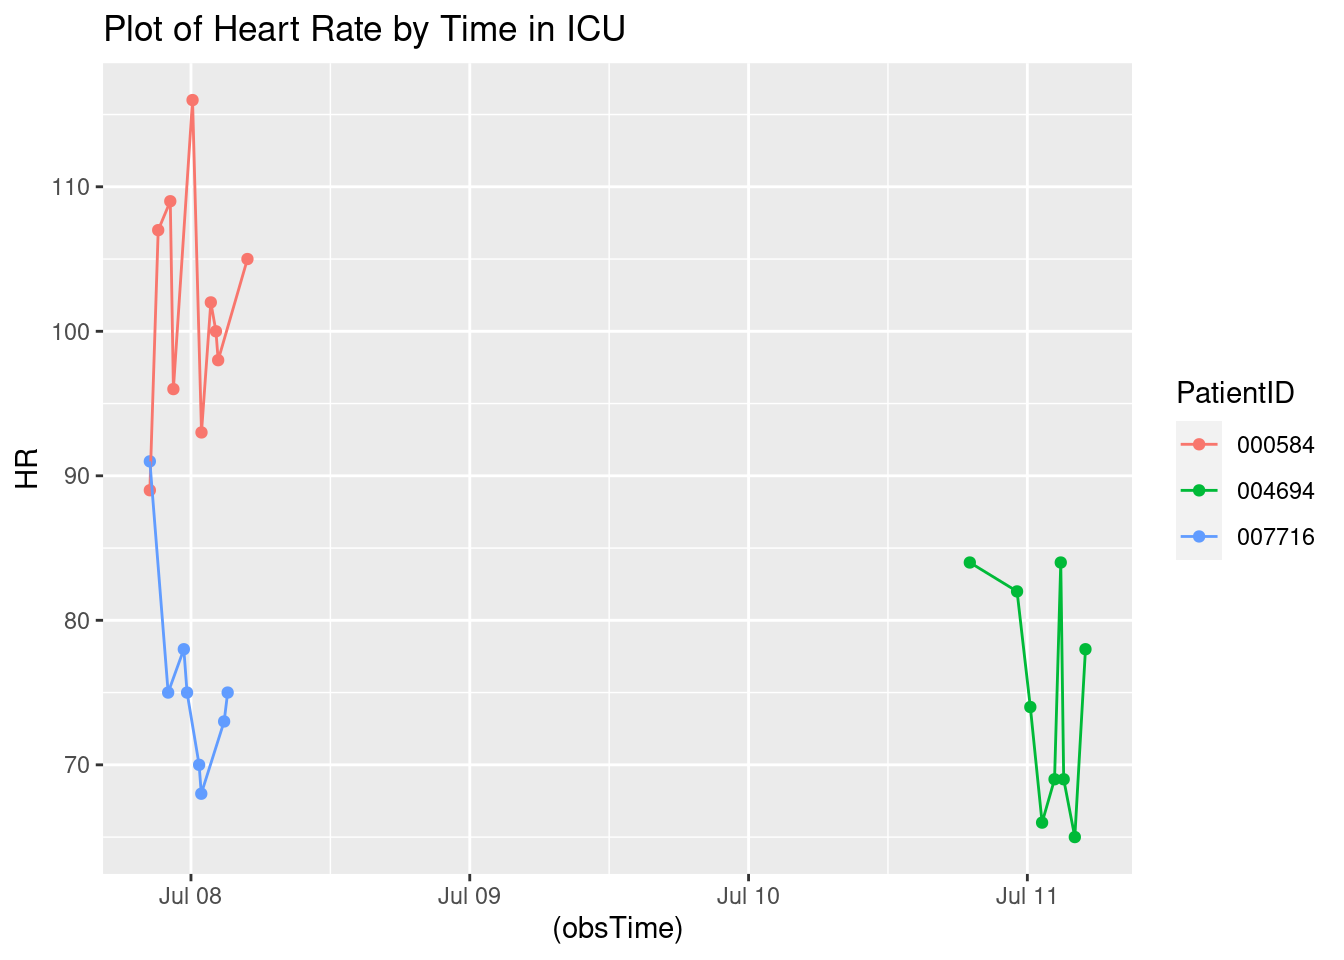 Plot of Heart Rate by Time in ICU
HR
110
100
90
80
70
Jul 08
Jul 09
Jul 10
Jul 11
(obsTime)
PatientID
000584
004694
007716